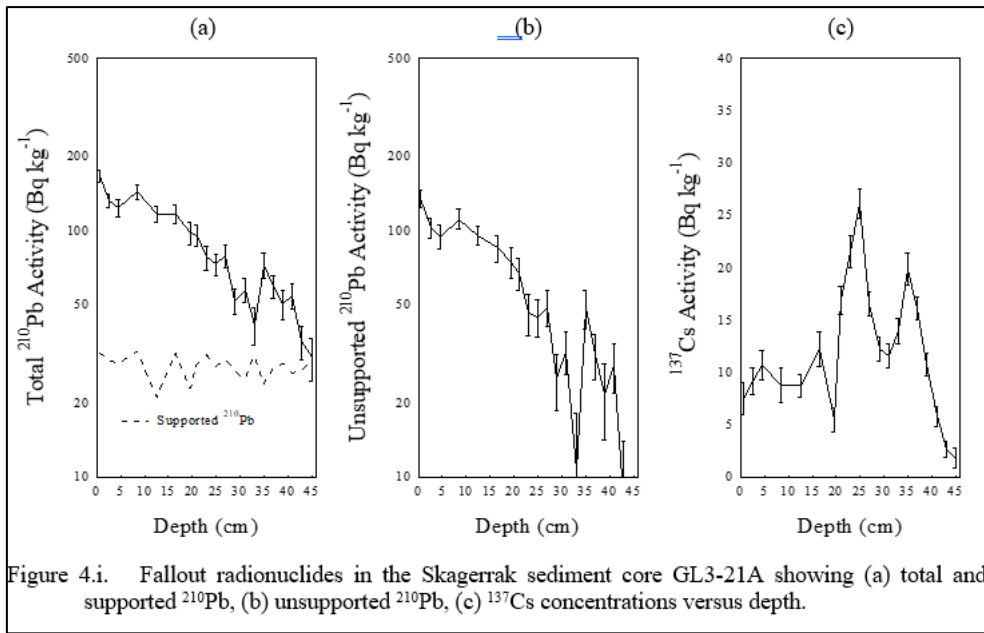 (a)
500
200
100
50
20
10
Total ²¹⁰Pb Activity (Bq kg⁻¹)
Supported ²¹⁰Pb
0 5 10 15 20 25 30 35 40 45
Depth (cm)
(b)
500
200
100
50
20
10
Unsupported ²¹⁰Pb Activity (Bq kg⁻¹)
0 5 10 15 20 25 30 35 40 45
Depth (cm)
(c)
40
35
30
25
20
15
10
5
0
¹³⁷Cs Activity (Bq kg⁻¹)
0 5 10 15 20 25 30 35 40 45
Depth (cm)
Figure 4.i. Fallout radionuclides in the Skagerrak sediment core GL3-21A showing (a) total and
supported ²¹⁰Pb, (b) unsupported ²¹⁰Pb, (c) ¹³⁷Cs concentrations versus depth.